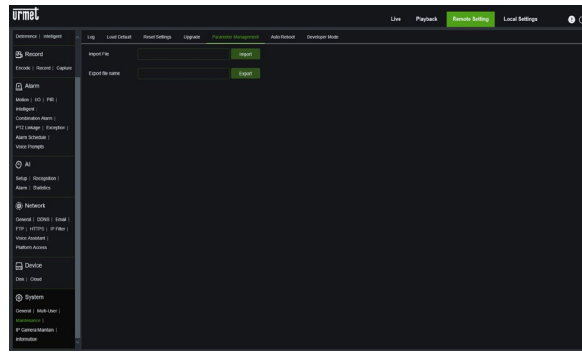 urmet
Live Playback Remote Setting Local Settings
Deterrence | Intelligent
Log Load Default Reset Settings Upgrade Parameter Management Auto Reboot Developer Mode
Import File Import
Export file name Export
Record
Encode | Record | Capture
Alarm
Motion | I/O | PIR |
Intelligent |
Combination Alarm |
PTZ Linkage | Exception |
Alarm Schedule |
Voice Prompts
AI
Setup | Recognition |
Alarm | Statistics
Network
General | DDNS | Email |
FTP | HTTPS | IP Filter |
Voice Assistant |
Platform Access
Device
Disk | Cloud
System
General | Multi-User |
Maintenance |
IP Camera Maintain |
Information